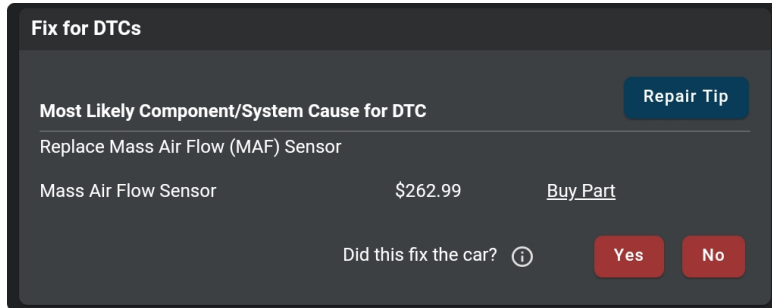 Fix for DTCs
Repair Tip
Most Likely Component/System Cause for DTC
Replace Mass Air Flow (MAF) Sensor
Mass Air Flow Sensor $262.99 Buy Part
Did this fix the car? Yes No